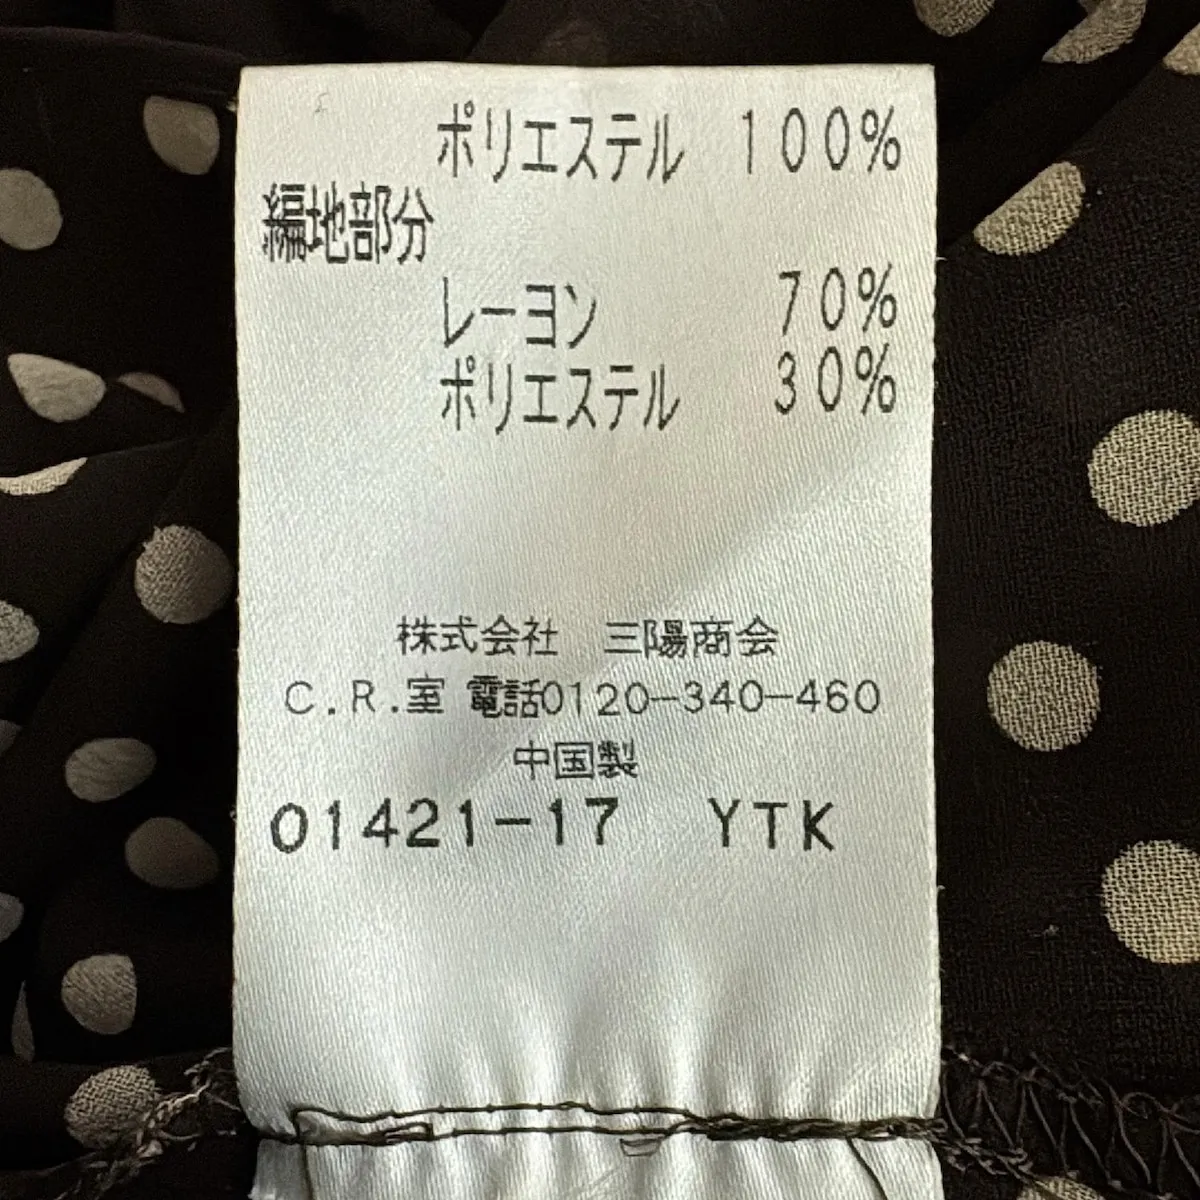 ポリエステル 100%
編地部分
レーヨン 70%
ポリエステル 30%
株式会社 三陽商会
C.R.室 電話0120-340-460
中国製
01421-17 YTK